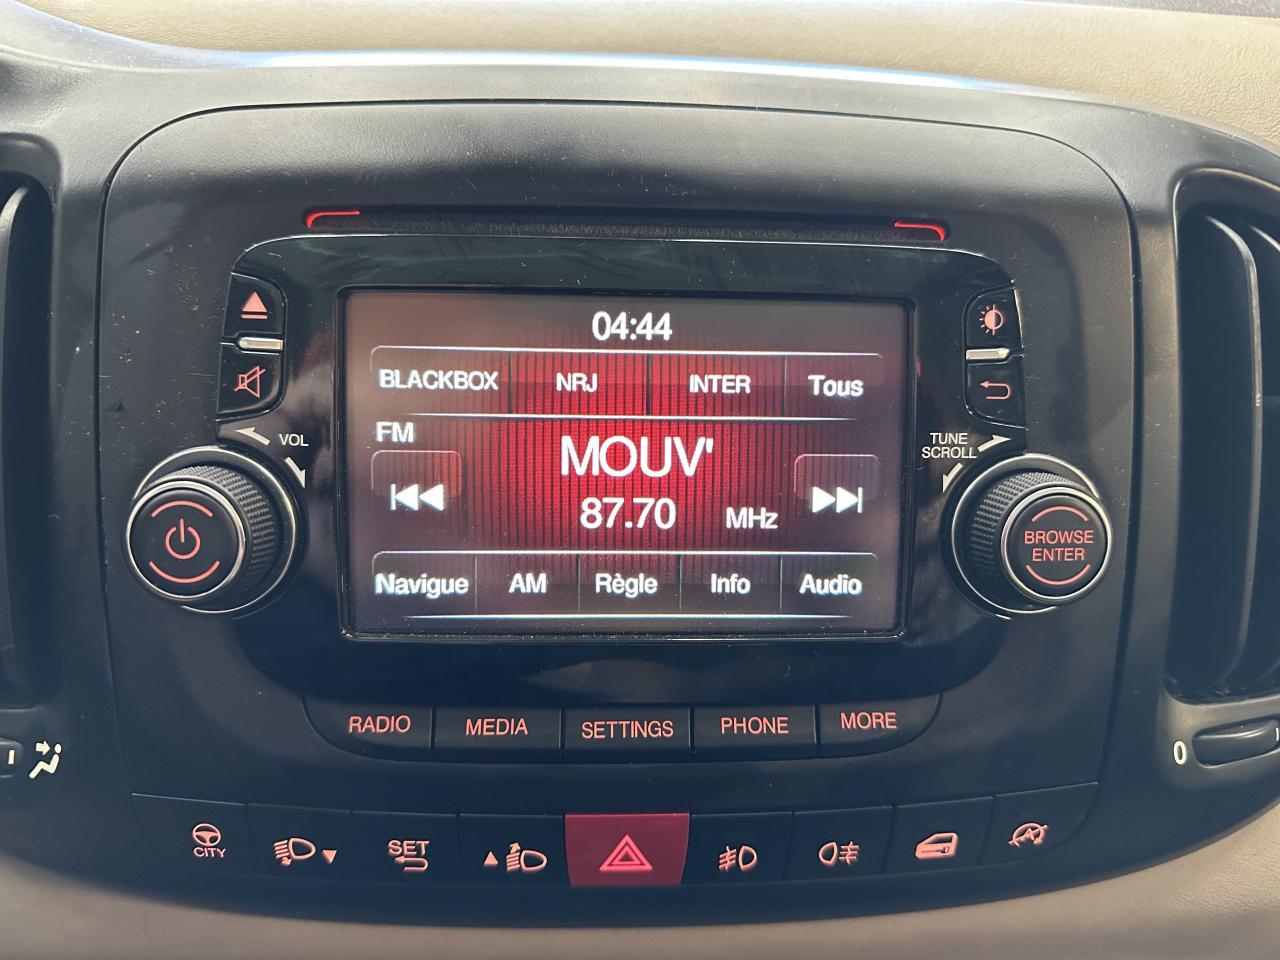 04:44
BLACKBOX NRJ INTER Tous
FM
MOUV'
87.70 MHz
Navigue AM Règle Info Audio
VOL
TUNE
SCROLL
BROWSE
ENTER
RADIO MEDIA SETTINGS PHONE MORE
0
CITY
SET
A